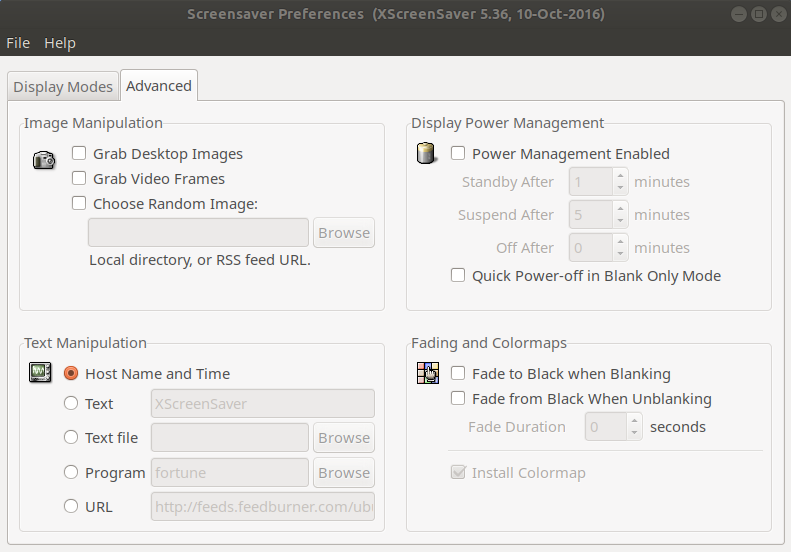 Screensaver Preferences (XScreenSaver 5.36, 10-Oct-2016)
File Help
Display Modes Advanced
Image Manipulation
Grab Desktop Images
Grab Video Frames
Choose Random Image:
Browse
Local directory, or RSS feed URL.
Display Power Management
Power Management Enabled
Standby After 1 minutes
Suspend After 5 minutes
Off After 0 minutes
Quick Power-off in Blank Only Mode
Text Manipulation
Host Name and Time
Text XScreenSaver
Text file Browse
Program fortune Browse
URL http://feeds.feedburner.com/ubu
Fading and Colormaps
Fade to Black when Blanking
Fade from Black When Unblanking
Fade Duration 0 seconds
Install Colormap